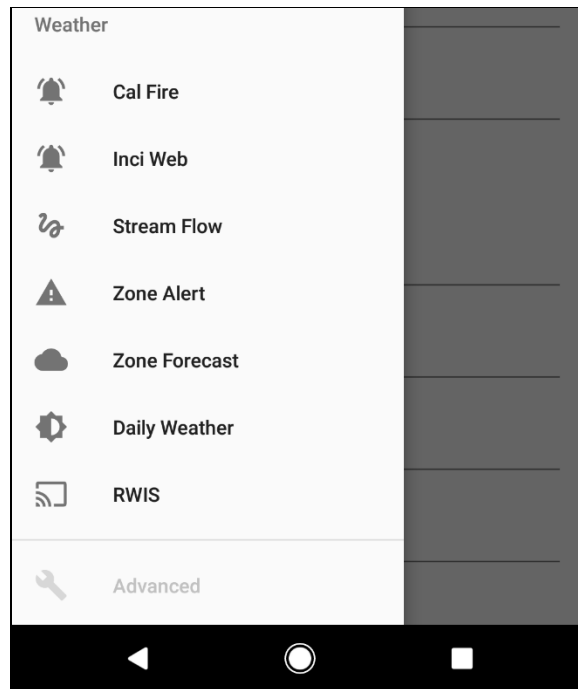 Weather
Cal Fire
Inci Web
Stream Flow
Zone Alert
Zone Forecast
Daily Weather
RWIS
Advanced